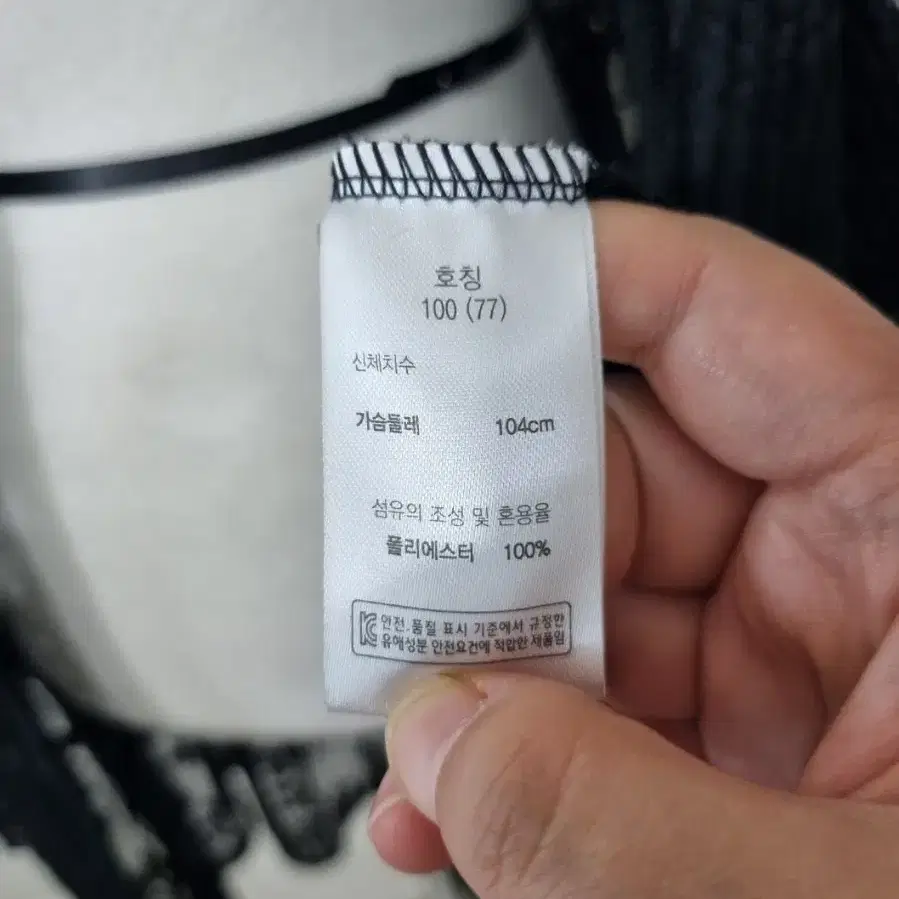 호칭
100 (77)
신체치수
가슴둘레 104cm
섬유의 조성 및 혼용율
폴리에스터 100%
안전·품질 표시 기준에서 규정한
유해성분 안전요건에 적합한 제품임